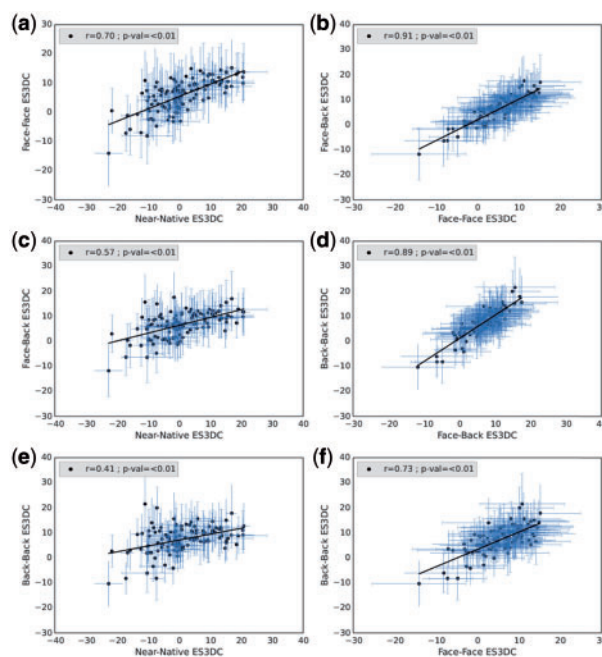 (a)
r=0.70 ; p-val=<0.01
30
20
10
0
−10
−20
−30
Face-Face ES3DC
−40 −30 −20 −10 0 10 20 30 40
Near-Native ES3DC
(b)
r=0.91 ; p-val=<0.01
40
30
20
10
0
−10
−20
−30
Face-Back ES3DC
−30 −20 −10 0 10 20 30
Face-Face ES3DC
(c)
r=0.57 ; p-val=<0.01
40
30
20
10
0
−10
−20
−30
Face-Back ES3DC
−40 −30 −20 −10 0 10 20 30 40
Near-Native ES3DC
(d)
r=0.89 ; p-val=<0.01
40
30
20
10
0
−10
−20
−30
Back-Back ES3DC
−30 −20 −10 0 10 20 30 40
Face-Back ES3DC
(e)
r=0.41 ; p-val=<0.01
40
30
20
10
0
−10
−20
−30
Back-Back ES3DC
−40 −30 −20 −10 0 10 20 30 40
Near-Native ES3DC
(f)
r=0.73 ; p-val=<0.01
40
30
20
10
0
−10
−20
−30
Back-Back ES3DC
−30 −20 −10 0 10 20 30
Face-Face ES3DC